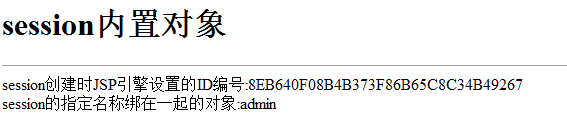 session内置对象
session创建时JSP引擎设置的ID编号:8EB640F08B4B373F86B65C8C34B49267
session的指定名称绑在一起的对象:admin